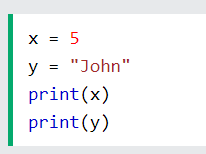 x = 5
y = "John"
print(x)
print(y)